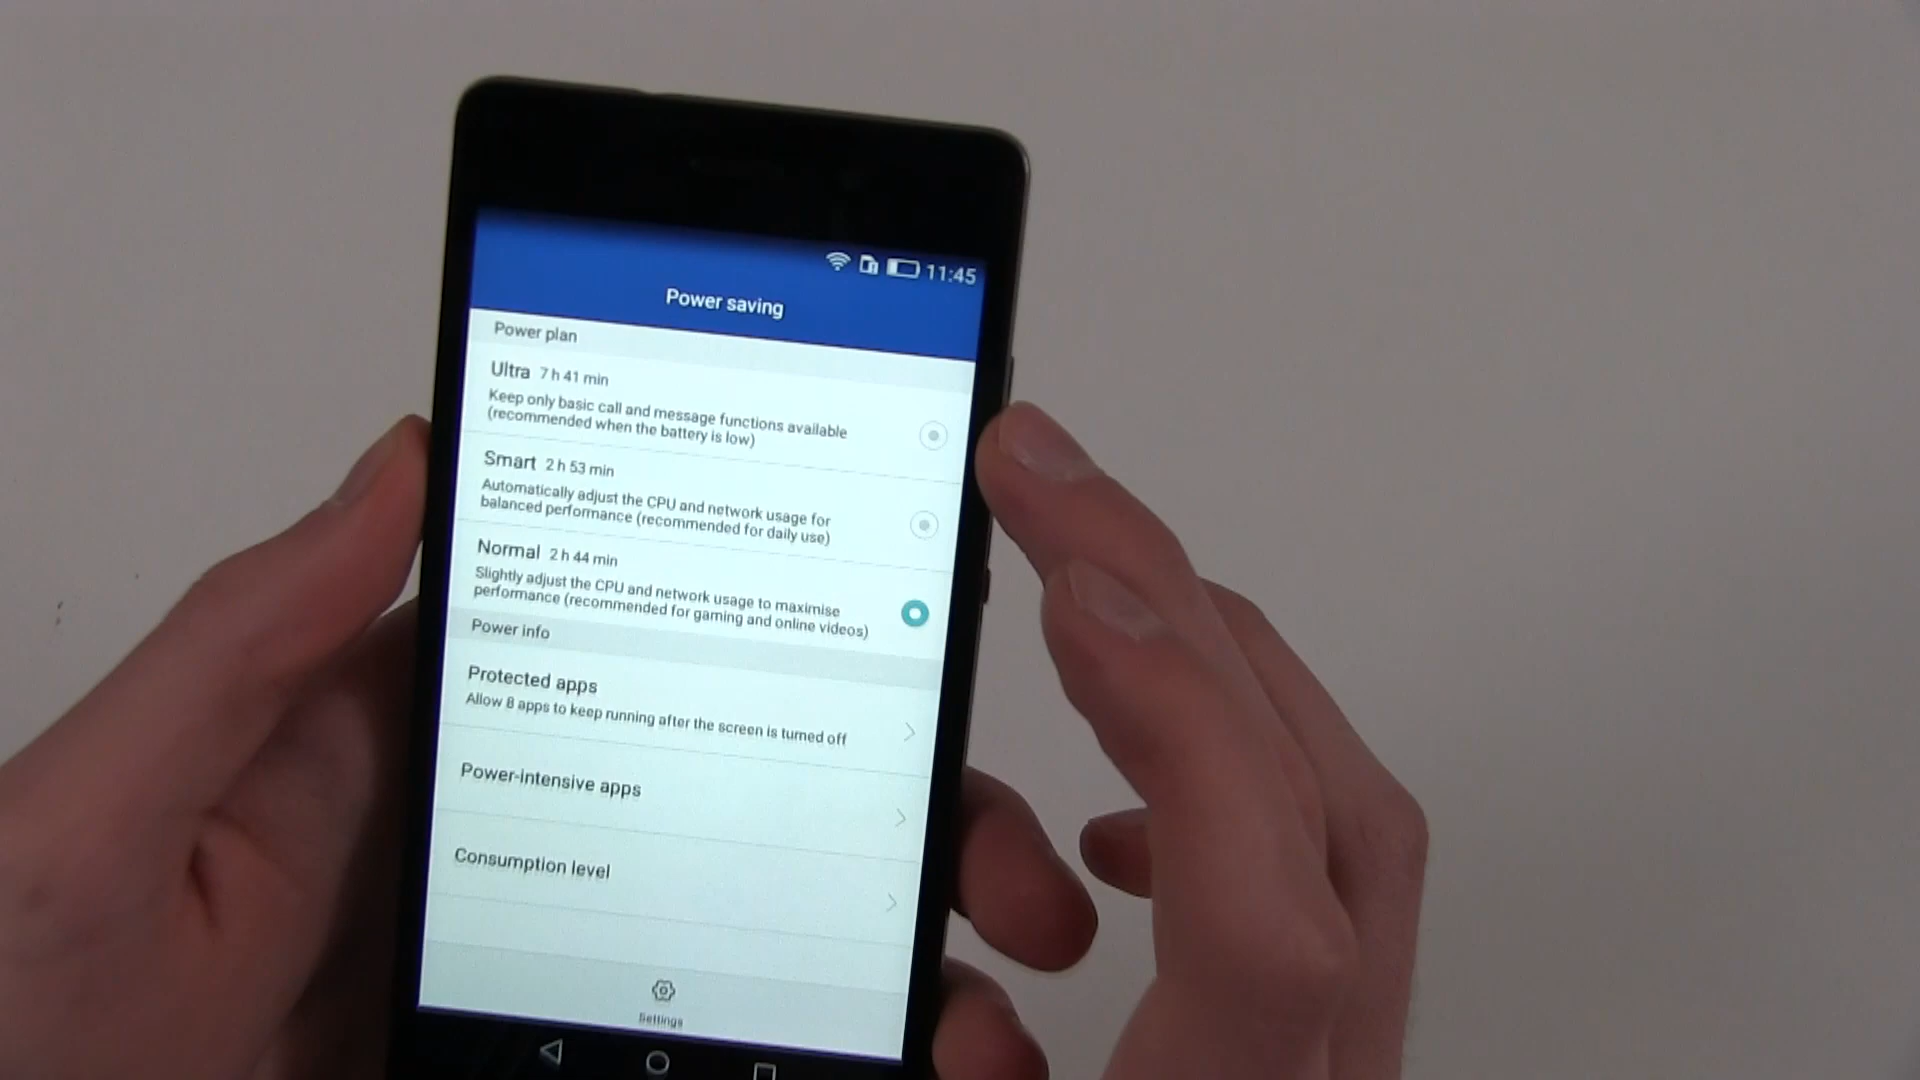 11:45
Power saving
Power plan
Ultra 7 h 41 min
Keep only basic call and message functions available
(recommended when the battery is low)
Smart 2 h 53 min
Automatically adjust the CPU and network usage for
balanced performance (recommended for daily use)
Normal 2 h 44 min
Slightly adjust the CPU and network usage to maximise
performance (recommended for gaming and online videos)
Power info
Protected apps
Allow 8 apps to keep running after the screen is turned off
Power-intensive apps
Consumption level
Settings